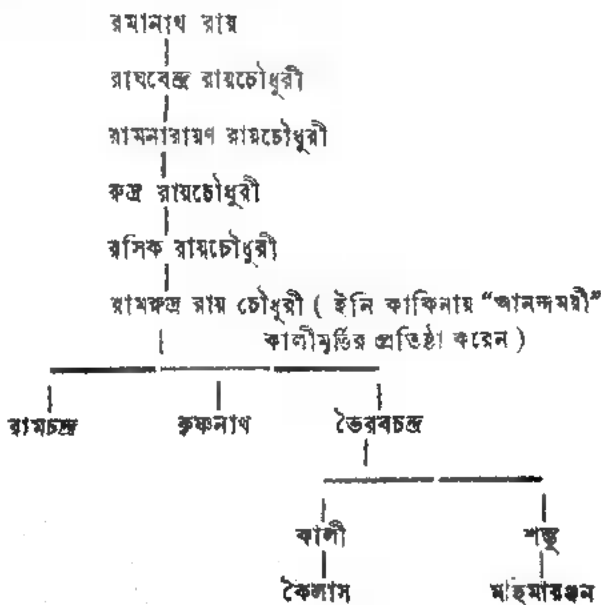 রমানাথ রায়
রাঘবেন্দ্র রায়চৌধুরী
রামনারায়ণ রায়চৌধুরী
রুদ্র রায়চৌধুরী
রসিক রায়চৌধুরী
রামরুদ্র রায় চৌধুরী ( ইনি কাকিনায় “আনন্দময়ী”
কালীমূর্ত্তির প্রতিষ্ঠা করেন )
রামচন্দ্র কৃষ্ণনাথ ভৈরবচন্দ্র
কালী শম্ভু
কৈলাস মহিমারঞ্জন